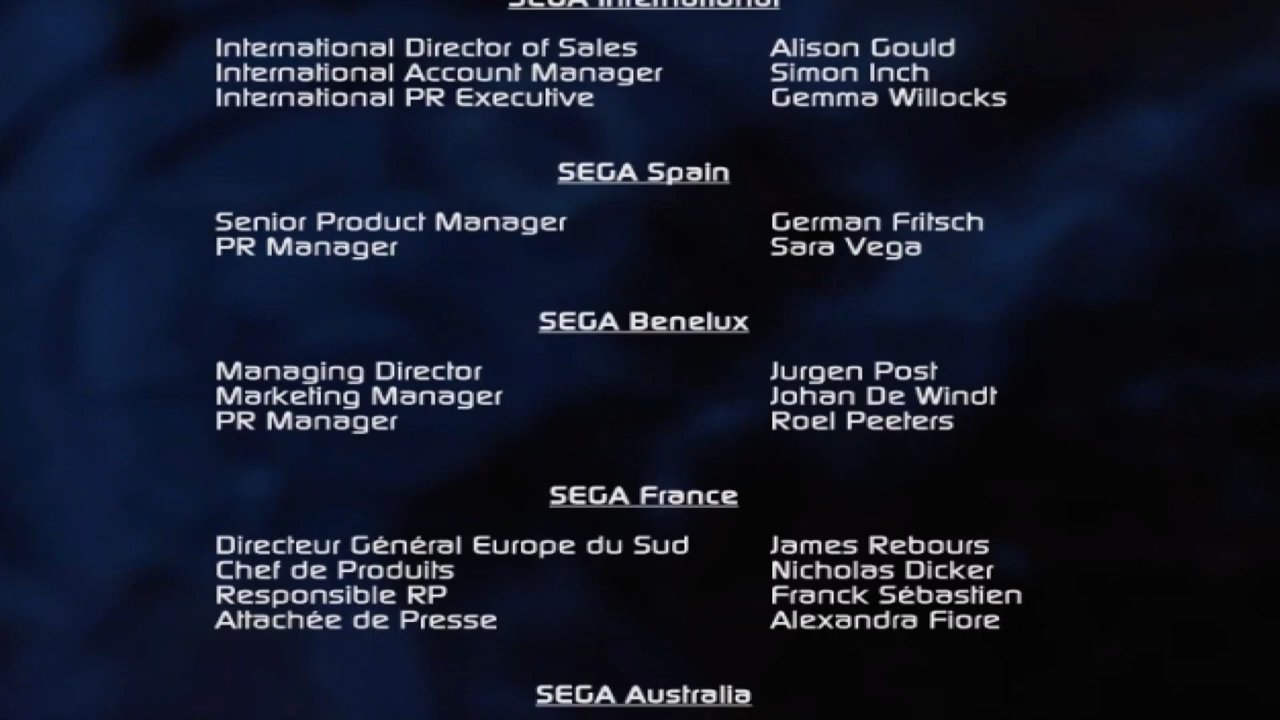 SEGA International
International Director of Sales Alison Gould
International Account Manager Simon Inch
International PR Executive Gemma Willocks
SEGA Spain
Senior Product Manager German Fritsch
PR Manager Sara Vega
SEGA Benelux
Managing Director Jurgen Post
Marketing Manager Johan De Windt
PR Manager Roel Peeters
SEGA France
Directeur Général Europe du Sud James Rebours
Chef de Produits Nicholas Dicker
Responsible RP Franck Sébastien
Attachée de Presse Alexandra Fiore
SEGA Australia